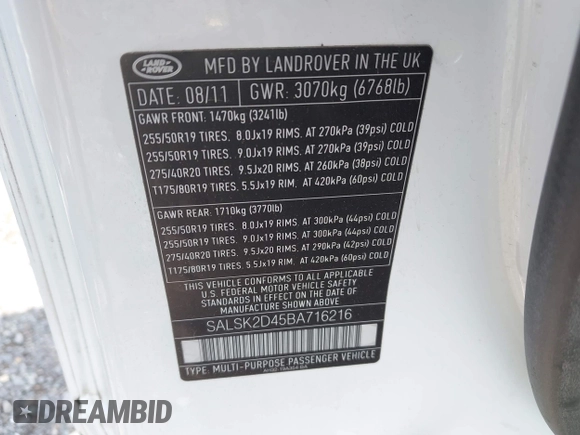 LAND
ROVER
MFD BY LANDROVER IN THE UK
DATE: 08/11 GWR: 3070kg (6768lb)
GAWR FRONT: 1470kg (3241lb)
255/50R19 TIRES. 8.0Jx19 RIMS. AT 270kPa (39psi) COLD
255/50R19 TIRES. 9.0Jx19 RIMS. AT 270kPa (39psi) COLD
275/40R20 TIRES. 9.5Jx20 RIMS. AT 260kPa (38psi) COLD
T175/80R19 TIRES. 5.5Jx19 RIM. AT 420kPa (60psi) COLD
GAWR REAR: 1710kg (3770lb)
255/50R19 TIRES. 8.0Jx19 RIMS. AT 300kPa (44psi) COLD
255/50R19 TIRES. 9.0Jx19 RIMS. AT 300kPa (44psi) COLD
275/40R20 TIRES. 9.5Jx20 RIMS. AT 290kPa (42psi) COLD
T175/80R19 TIRES. 5.5Jx19 RIM. AT 420kPa (60psi) COLD
THIS VEHICLE CONFORMS TO ALL APPLICABLE
U.S. FEDERAL MOTOR VEHICLE SAFETY
STANDARDS IN EFFECT ON THE DATE OF
MANUFACTURE SHOWN ABOVE
SALSK2D45BA716216
TYPE: MULTI-PURPOSE PASSENGER VEHICLE
DREAMBID